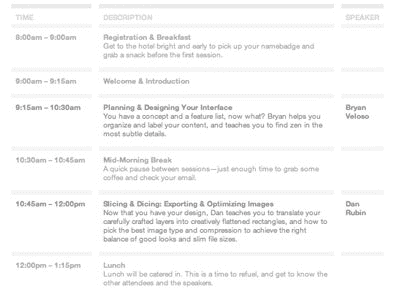 TIME DESCRIPTION SPEAKER
8:00am – 9:00am Registration & Breakfast
Get to the hotel bright and early to pick up your namebadge and
grab a snack before the first session.
9:00am – 9:15am Welcome & Introduction
9:15am – 10:30am Planning & Designing Your Interface Bryan
You have a concept and a feature list, now what? Bryan helps you Veloso
organize and label your content, and teaches you to find zen in the
most subtle details.
10:30am – 10:45am Mid-Morning Break
A quick pause between sessions—just enough time to grab some
coffee and check your email.
10:45am – 12:00pm Slicing & Dicing: Exporting & Optimizing Images Dan
Now that you have your design, Dan teaches you to translate your Rubin
carefully crafted layers into creatively flattened rectangles, and how to
pick the best image type and compression to achieve the right
balance of good looks and slim file sizes.
12:00pm – 1:15pm Lunch
Lunch will be catered in. This is a time to refuel, and get to know the
other attendees and the speakers.